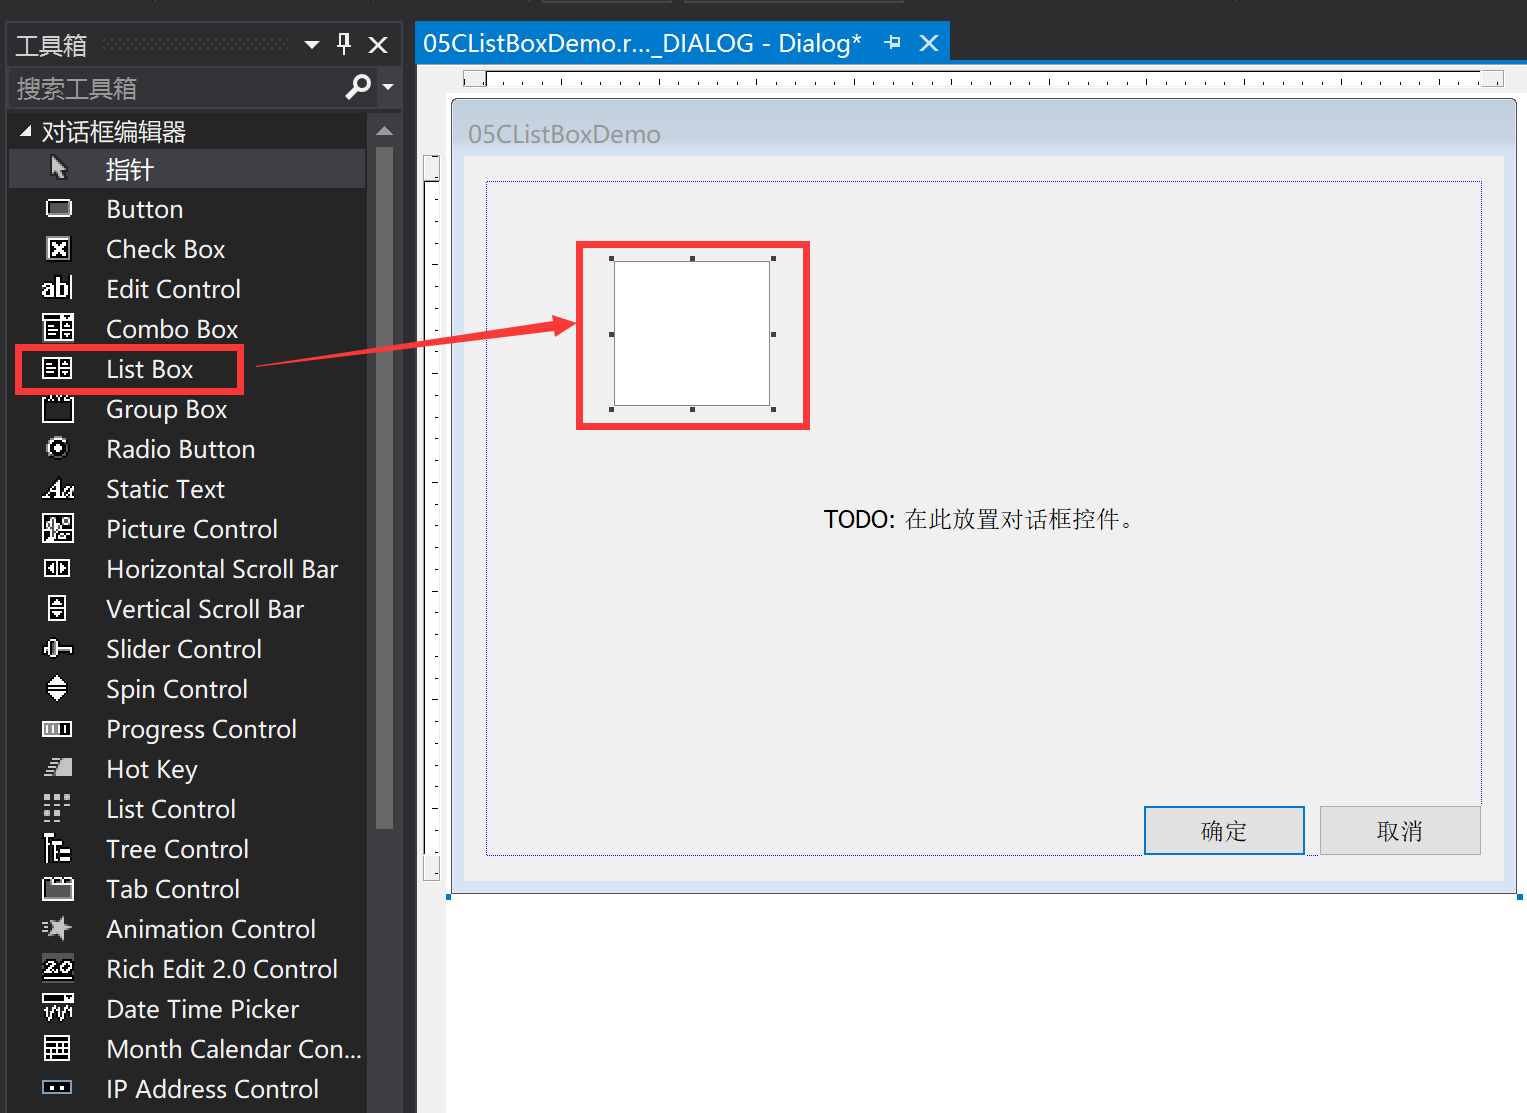 工具箱
搜索工具箱
对话框编辑器
指针
Button
Check Box
Edit Control
Combo Box
List Box
Group Box
Radio Button
Static Text
Picture Control
Horizontal Scroll Bar
Vertical Scroll Bar
Slider Control
Spin Control
Progress Control
Hot Key
List Control
Tree Control
Tab Control
Animation Control
Rich Edit 2.0 Control
Date Time Picker
Month Calendar Con...
IP Address Control
05CListBoxDemo.r..._DIALOG - Dialog*
05CListBoxDemo
TODO: 在此放置对话框控件。
确定
取消